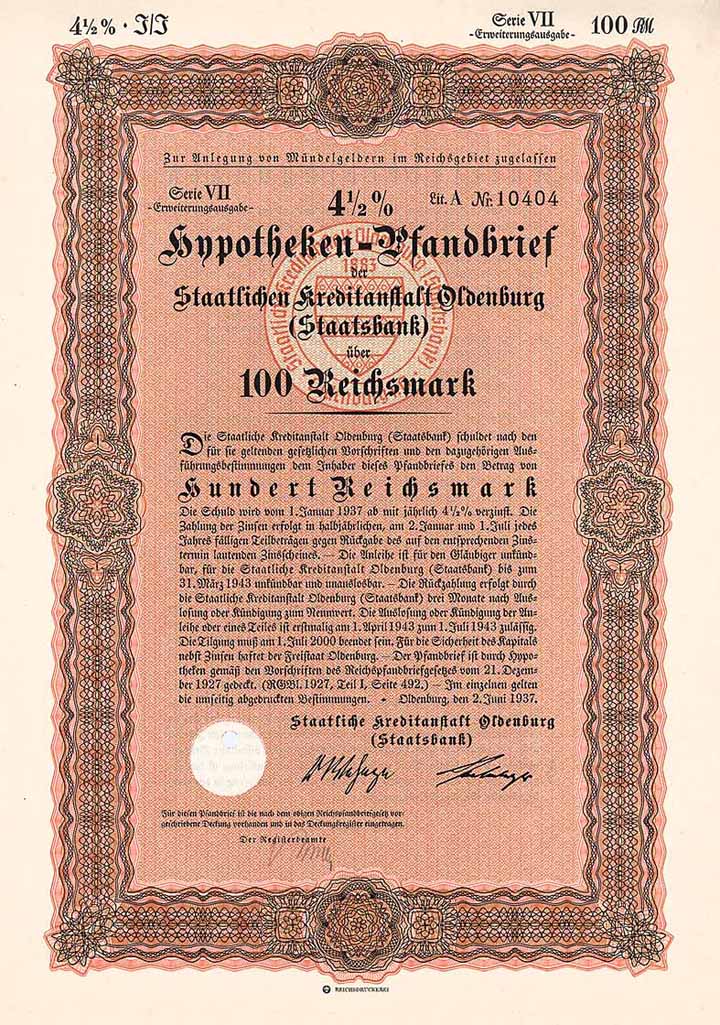 4½% · J/J
Serie VII
-Erweiterungsausgabe-
100 RM
Zur Anlegung von Mündelgeldern im Reichsgebiet zugelassen
Serie VII
-Erweiterungsausgabe-
4½%
Lit. A Nr. 10404
Hypotheken-Pfandbrief
der
Staatlichen Kreditanstalt Oldenburg
(Staatsbank)
über
100 Reichsmark
1883
Die Staatliche Kreditanstalt Oldenburg (Staatsbank) schuldet nach den
für sie geltenden gesetzlichen Vorschriften und den dazugehörigen Aus-
führungsbestimmungen dem Inhaber dieses Pfandbriefes den Betrag von
Hundert Reichsmark
Die Schuld wird vom 1. Januar 1937 ab mit jährlich 4½% verzinst. Die
Zahlung der Zinsen erfolgt in halbjährlichen, am 2. Januar und 1. Juli jedes
Jahres fälligen Teilbeträgen gegen Rückgabe des auf den entsprechenden Zins-
termin lautenden Zinsscheines. — Die Anleihe ist für den Gläubiger unkünd-
bar, für die Staatliche Kreditanstalt Oldenburg (Staatsbank) bis zum
31. März 1943 unkündbar und unauslosbar. — Die Rückzahlung erfolgt durch
die Staatliche Kreditanstalt Oldenburg (Staatsbank) drei Monate nach Aus-
losung oder Kündigung zum Nennwert. Die Auslosung oder Kündigung der An-
leihe oder eines Teiles ist erstmalig am 1. April 1943 zum 1. Juli 1943 zulässig.
Die Tilgung muß am 1. Juli 2000 beendet sein. Für die Sicherheit des Kapitals
nebst Zinsen haftet der Freistaat Oldenburg. — Der Pfandbrief ist durch Hypo-
theken gemäß den Vorschriften des Reichspfandbriefgesetzes vom 21. Dezem-
ber 1927 gedeckt. (RGBl. 1927, Teil I, Seite 492.) — Im einzelnen gelten
die umseitig abgedruckten Bestimmungen. • Oldenburg, den 2. Juni 1937.
Staatliche Kreditanstalt Oldenburg
(Staatsbank)
Für diesen Pfandbrief ist die nach dem obigen Reichspfandbriefgesetz vor-
geschriebene Deckung vorhanden und in das Deckungsregister eingetragen.
Der Registerbeamte
REICHSDRUCKEREI